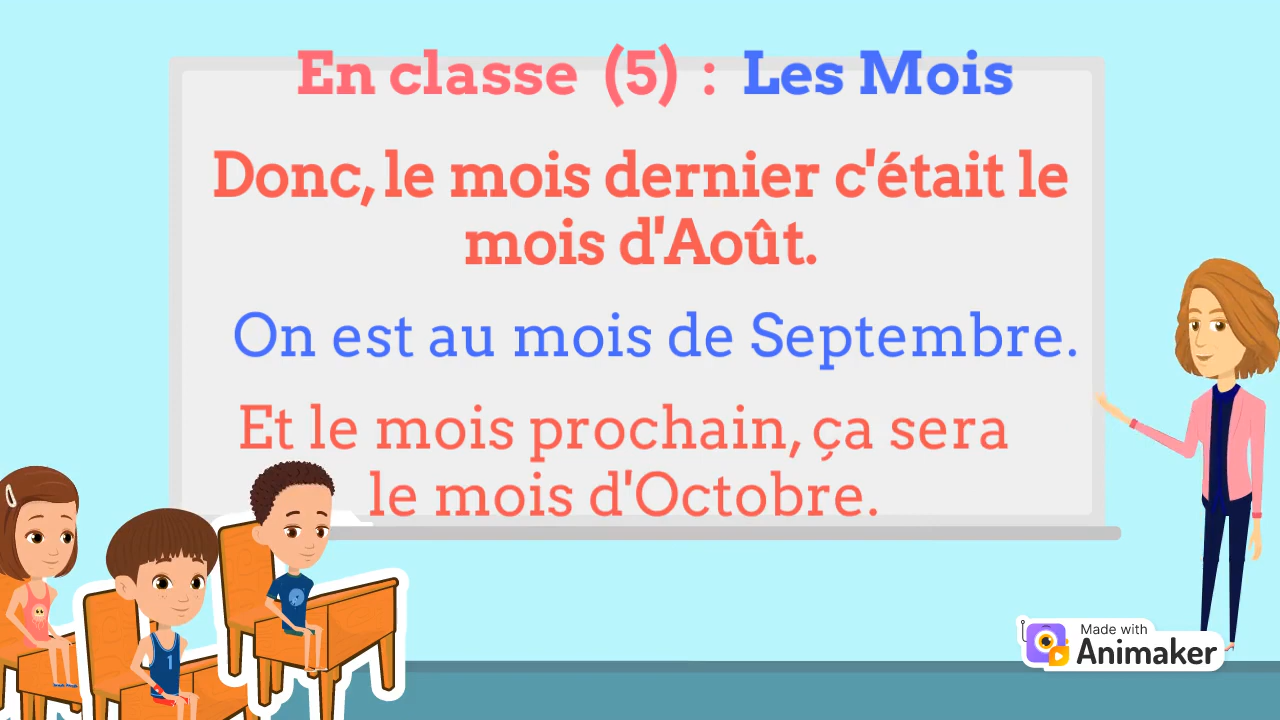 En classe (5) : Les Mois
Donc, le mois dernier c'était le
mois d'Août.
On est au mois de Septembre.
Et le mois prochain, ça sera
le mois d'Octobre.
1
Made with
Animaker